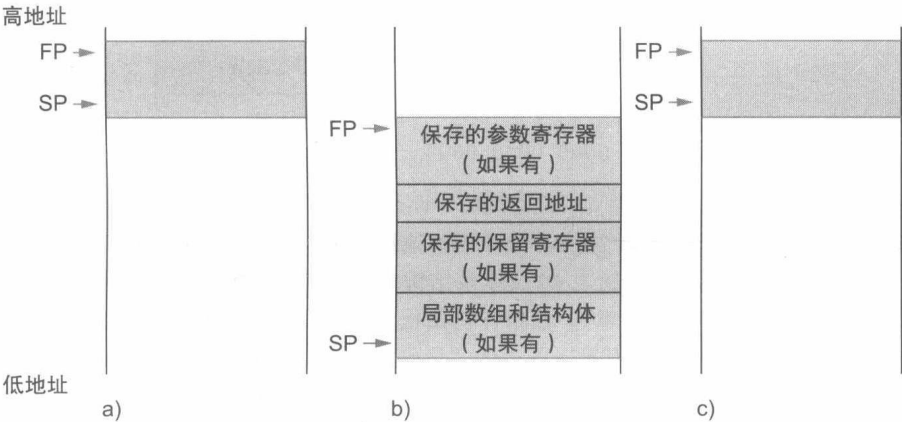 高地址
FP
SP
FP
保存的参数寄存器
（如果有）
保存的返回地址
保存的保留寄存器
（如果有）
局部数组和结构体
（如果有）
SP
FP
SP
低地址
a)
b)
c)